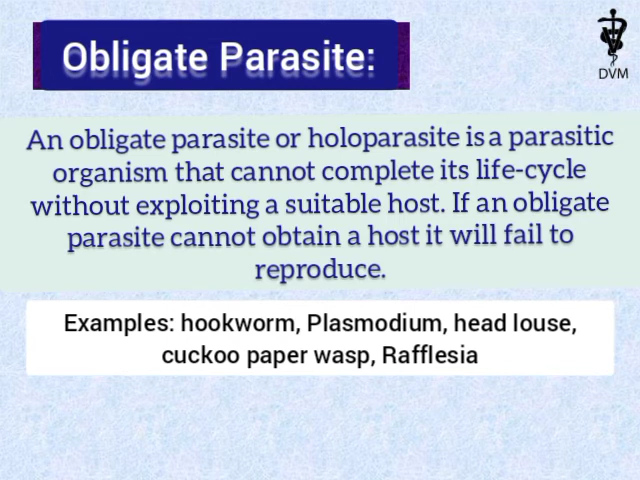 Obligate Parasite:
DVM
An obligate parasite or holoparasite is a parasitic
organism that cannot complete its life-cycle
without exploiting a suitable host. If an obligate
parasite cannot obtain a host it will fail to
reproduce.
Examples: hookworm, Plasmodium, head louse,
cuckoo paper wasp, Rafflesia